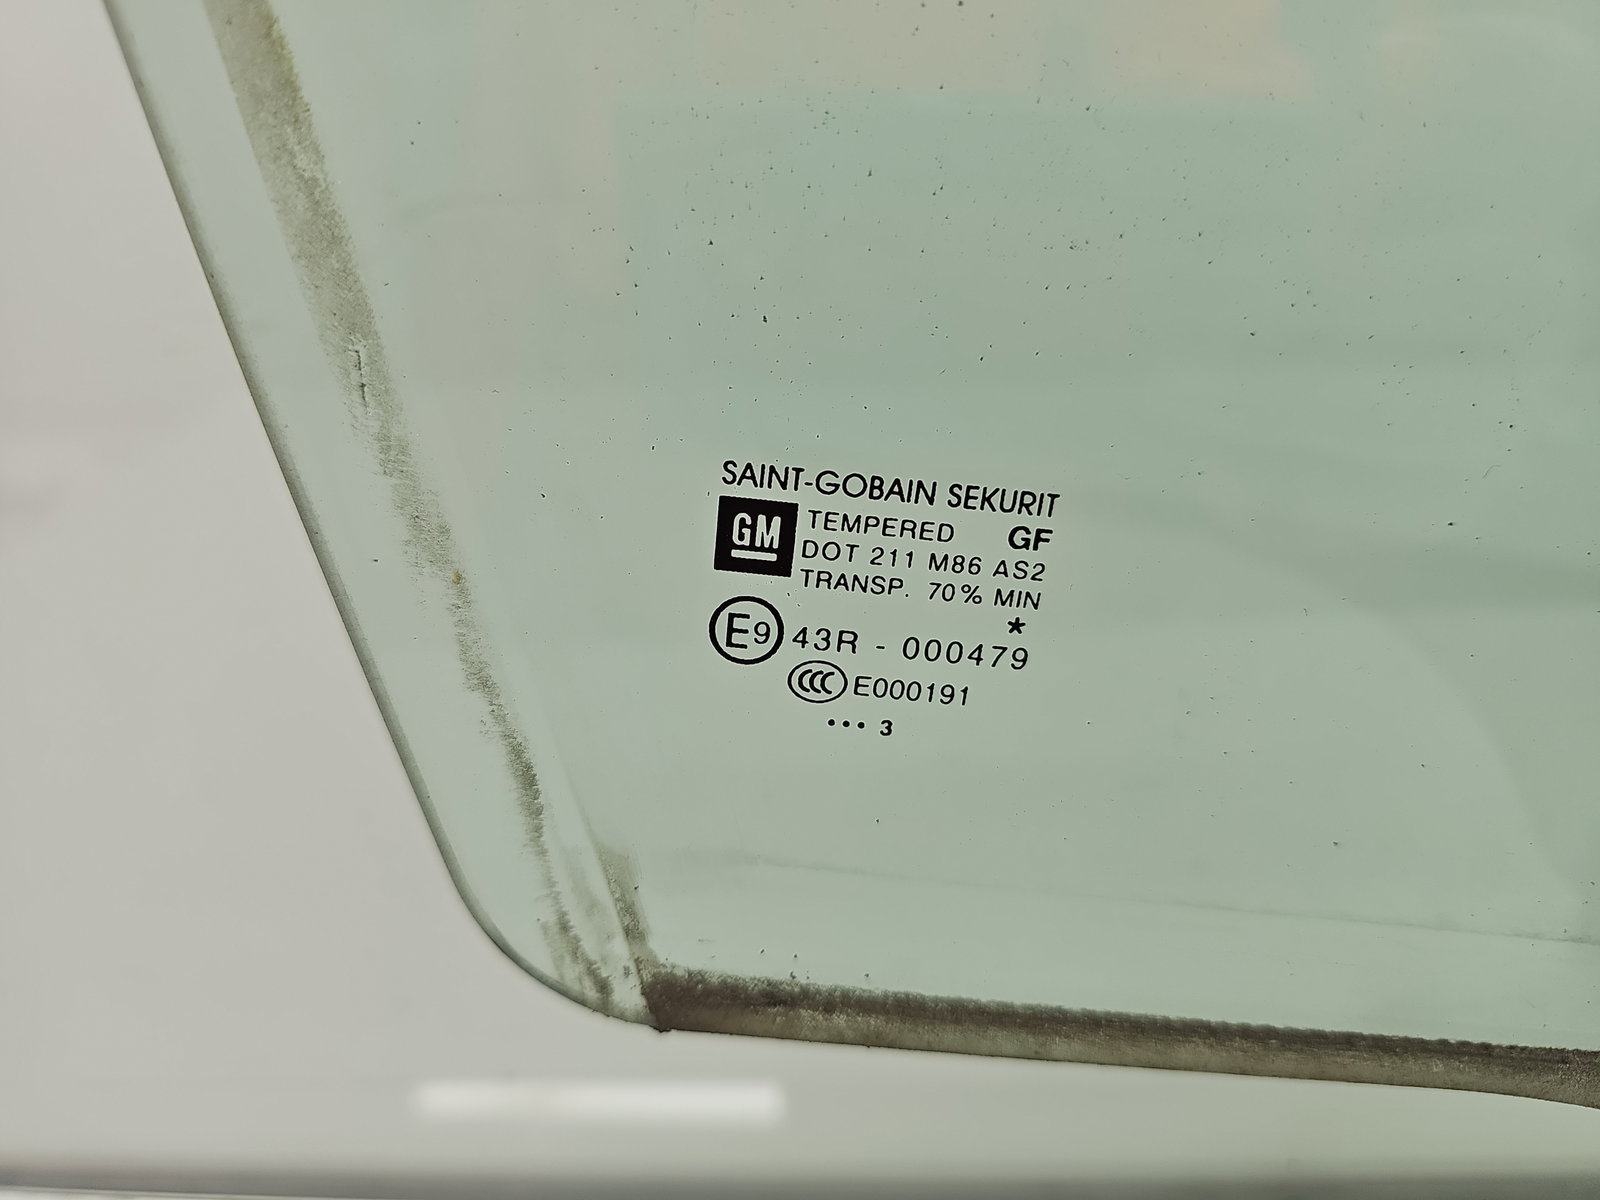 SAINT-GOBAIN SEKURIT
GM TEMPERED GF
DOT 211 M86 AS2
TRANSP. 70% MIN
*
E9 43R - 000479
CCC E000191
••• 3